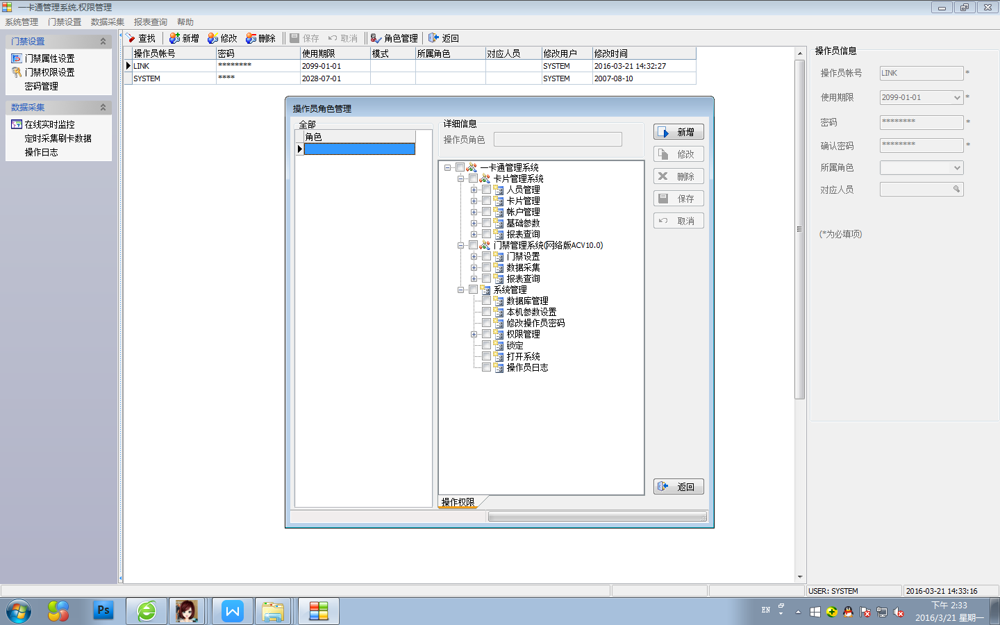 一卡通管理系统.权限管理
系统管理 门禁设置 数据采集 报表查询 帮助
门禁设置
门禁属性设置
门禁权限设置
密码管理
数据采集
在线实时监控
定时采集刷卡数据
操作日志
查找 新增 修改 删除 保存 取消 角色管理 返回
操作员帐号 密码 使用期限 模式 所属角色 对应人员 修改用户 修改时间
LINK ******** 2099-01-01 SYSTEM 2016-03-21 14:32:27
SYSTEM **** 2028-07-01 SYSTEM 2007-08-10
操作员角色管理
全部
角色
详细信息
操作员角色
一卡通管理系统
卡片管理系统
人员管理
卡片管理
帐户管理
基础参数
报表查询
门禁管理系统(网络版ACV10.0)
门禁设置
数据采集
报表查询
系统管理
数据库管理
本机参数设置
修改操作员密码
权限管理
锁定
打开系统
操作员日志
操作权限
新增
修改
删除
保存
取消
返回
操作员信息
操作员帐号 LINK *
使用期限 2099-01-01 *
密码 ******** *
确认密码 ******** *
所属角色
对应人员
(*为必填项)
USER: SYSTEM 2016-03-21 14:33:16
Ps
EN
下午 2:33
2016/3/21 星期一